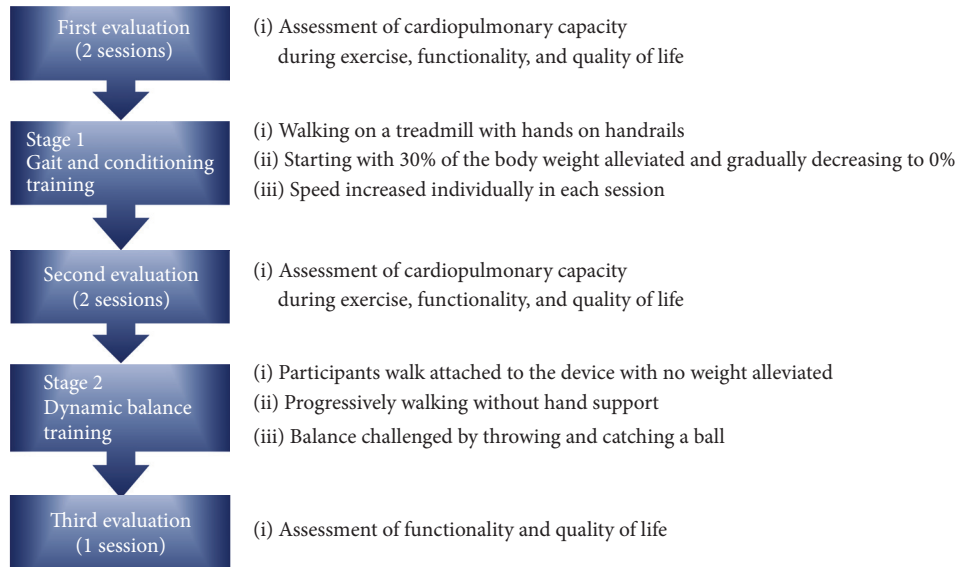 First evaluation
(2 sessions)
(i) Assessment of cardiopulmonary capacity
during exercise, functionality, and quality of life
Stage 1
Gait and conditioning
training
(i) Walking on a treadmill with hands on handrails
(ii) Starting with 30% of the body weight alleviated and gradually decreasing to 0%
(iii) Speed increased individually in each session
Second evaluation
(2 sessions)
(i) Assessment of cardiopulmonary capacity
during exercise, functionality, and quality of life
Stage 2
Dynamic balance
training
(i) Participants walk attached to the device with no weight alleviated
(ii) Progressively walking without hand support
(iii) Balance challenged by throwing and catching a ball
Third evaluation
(1 session)
(i) Assessment of functionality and quality of life